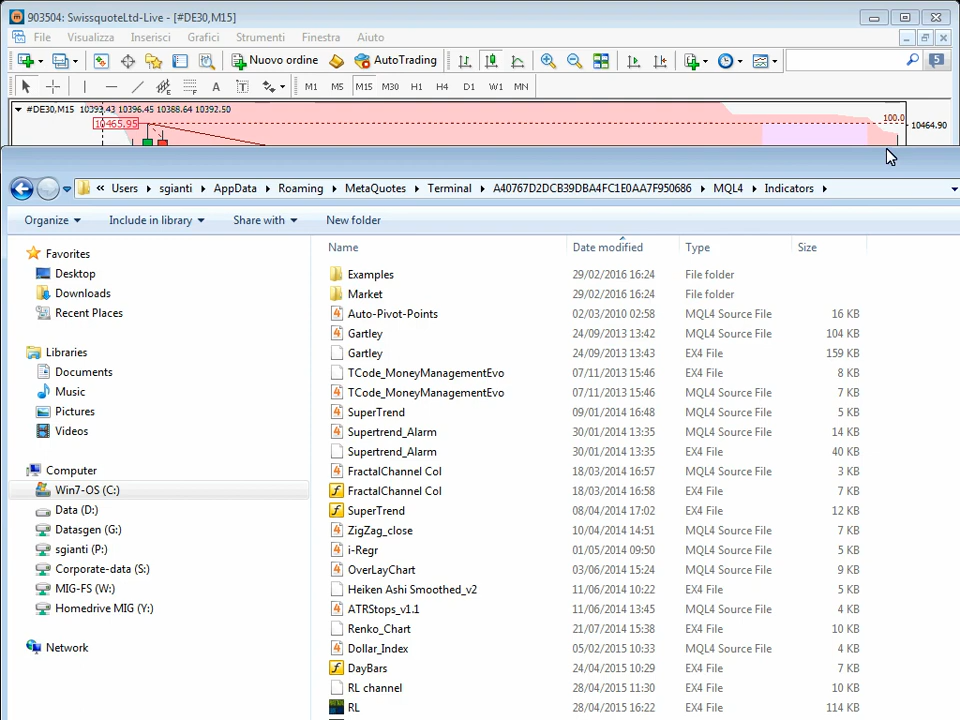 903504: SwissquoteLtd-Live - [#DE30,M15]
File Visualizza Inserisci Grafici Strumenti Finestra Aiuto
Nuovo ordine AutoTrading 5
A T M1 M5 M15 M30 H1 H4 D1 W1 MN
#DE30,M15 10393.43 10396.45 10388.64 10392.50
10465.95 100.0 10464.90
« Users sgianti AppData Roaming MetaQuotes Terminal A40767D2DCB39DBA4FC1E0AA7F950686 MQL4 Indicators
Organize Include in library Share with New folder
Name Date modified Type Size
Favorites
Desktop
Downloads
Recent Places
Libraries
Documents
Music
Pictures
Videos
Computer
Win7-OS (C:)
Data (D:)
Datasgen (G:)
sgianti (P:)
Corporate-data (S:)
MIG-FS (W:)
Homedrive MIG (Y:)
Network
Examples 29/02/2016 16:24 File folder
Market 29/02/2016 16:24 File folder
Auto-Pivot-Points 02/03/2010 02:58 MQL4 Source File 16 KB
Gartley 24/09/2013 13:42 MQL4 Source File 104 KB
Gartley 24/09/2013 13:43 EX4 File 159 KB
TCode_MoneyManagementEvo 07/11/2013 15:46 EX4 File 8 KB
TCode_MoneyManagementEvo 07/11/2013 15:46 MQL4 Source File 7 KB
SuperTrend 09/01/2014 16:48 MQL4 Source File 5 KB
Supertrend_Alarm 30/01/2014 13:35 MQL4 Source File 14 KB
Supertrend_Alarm 30/01/2014 13:35 EX4 File 40 KB
FractalChannel Col 18/03/2014 16:57 MQL4 Source File 3 KB
FractalChannel Col 18/03/2014 16:58 EX4 File 7 KB
SuperTrend 08/04/2014 17:02 EX4 File 12 KB
ZigZag_close 10/04/2014 14:51 MQL4 Source File 7 KB
i-Regr 01/05/2014 09:50 MQL4 Source File 5 KB
OverLayChart 03/06/2014 15:24 MQL4 Source File 9 KB
Heiken Ashi Smoothed_v2 11/06/2014 10:22 EX4 File 5 KB
ATRStops_v1.1 11/06/2014 13:45 MQL4 Source File 4 KB
Renko_Chart 21/07/2014 15:38 EX4 File 10 KB
Dollar_Index 05/02/2015 10:33 MQL4 Source File 4 KB
DayBars 24/04/2015 10:29 EX4 File 7 KB
RL channel 28/04/2015 11:30 EX4 File 10 KB
RL 28/04/2015 16:22 EX4 File 114 KB